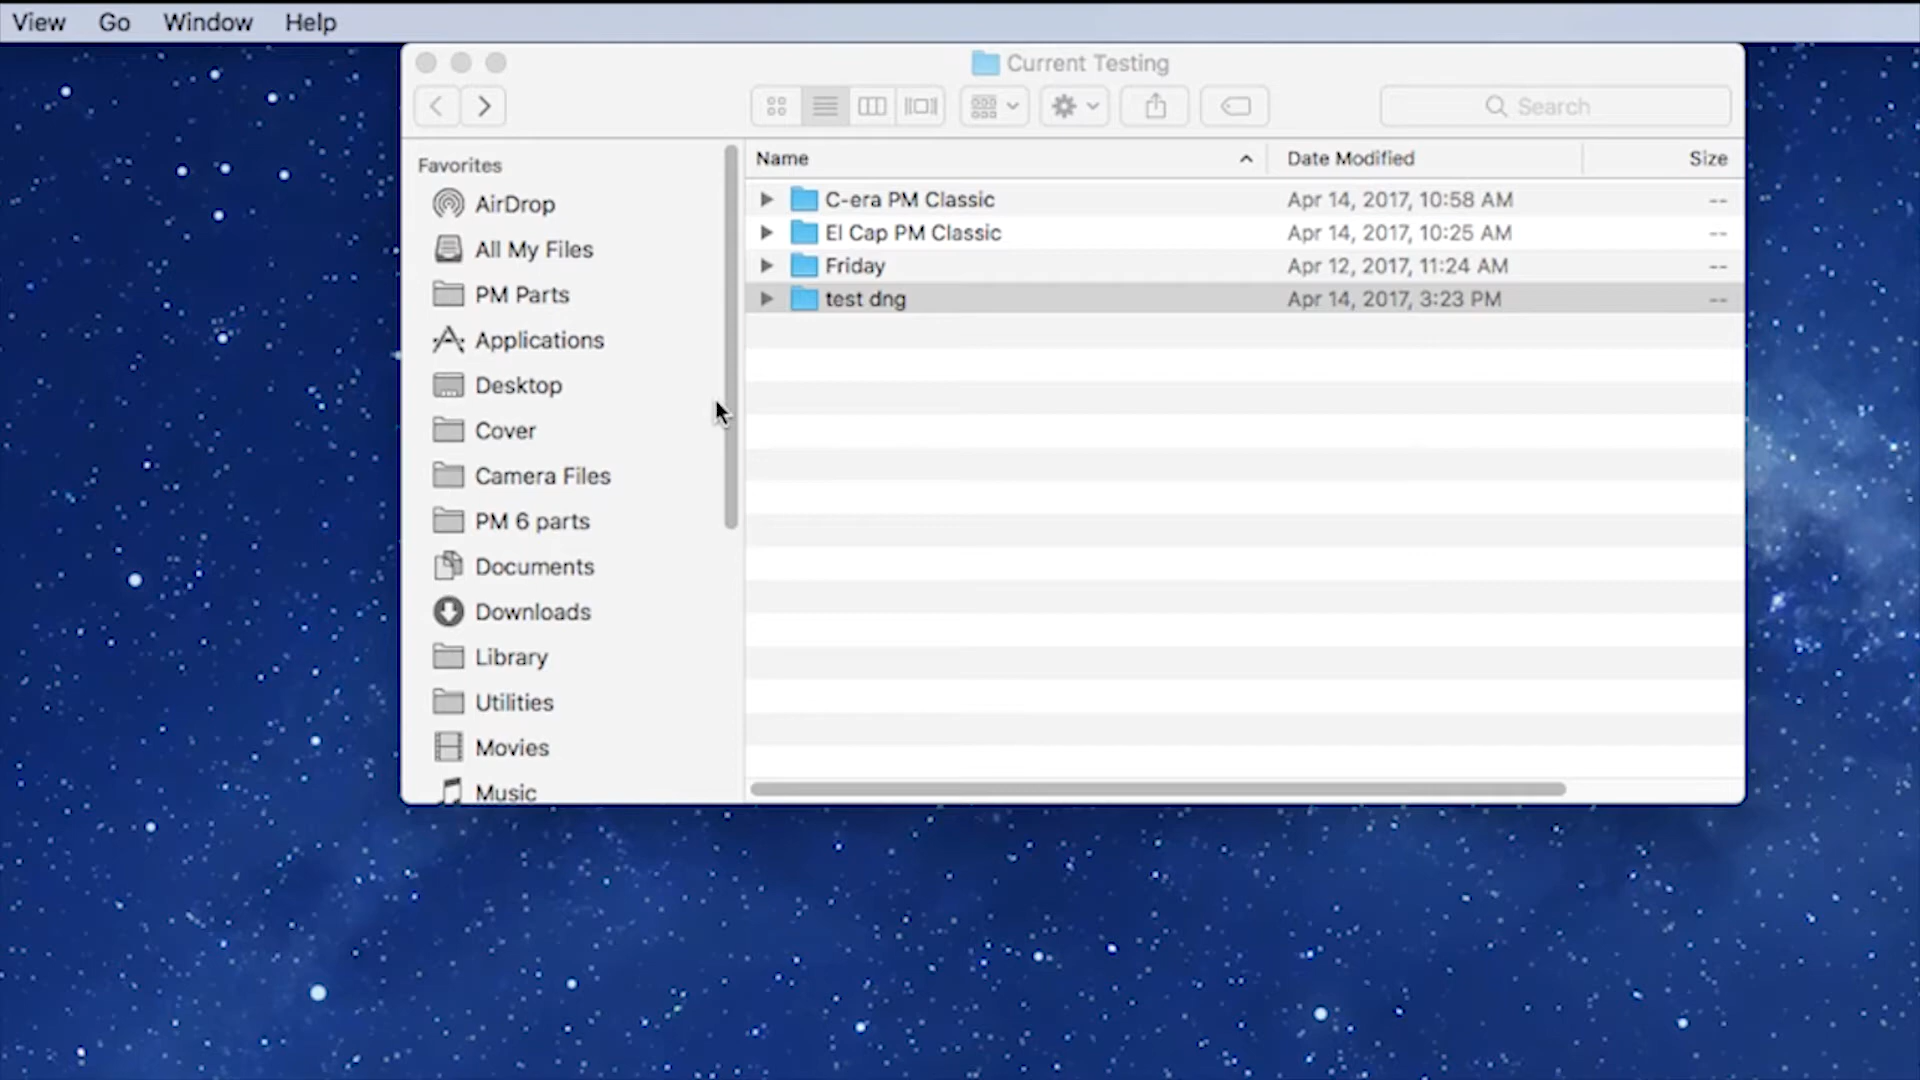 View Go Window Help
Current Testing
Search
Favorites
AirDrop
All My Files
PM Parts
Applications
Desktop
Cover
Camera Files
PM 6 parts
Documents
Downloads
Library
Utilities
Movies
Music
Name Date Modified Size
C-era PM Classic Apr 14, 2017, 10:58 AM --
El Cap PM Classic Apr 14, 2017, 10:25 AM --
Friday Apr 12, 2017, 11:24 AM --
test dng Apr 14, 2017, 3:23 PM --